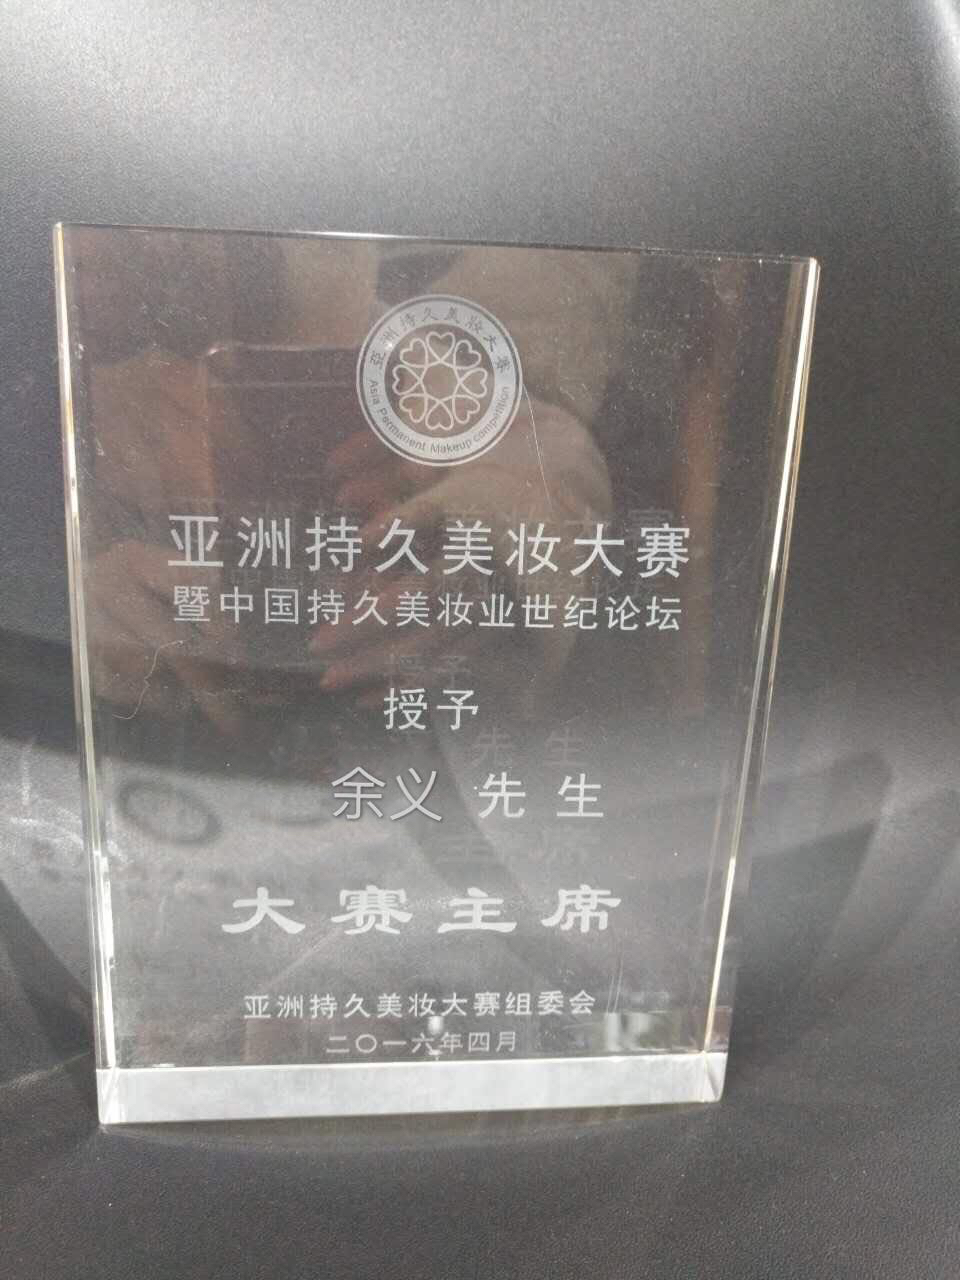 亞洲持久美妝大赛
Asia Permanent Makeup competition
亚洲持久美妆大赛
暨中国持久美妆业世纪论坛
授予
余义 先 生
大赛主席
亚洲持久美妆大赛组委会
二〇一六年四月